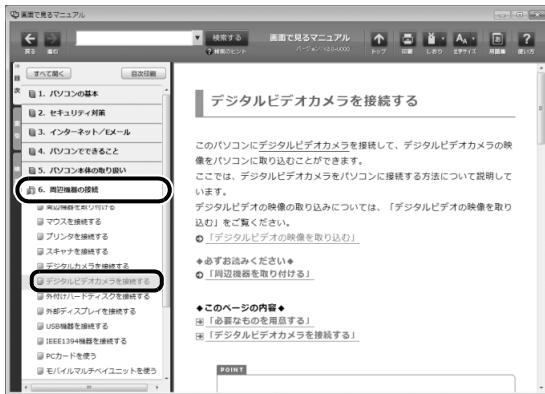 画面で見るマニュアル
検索する
検索のヒント
画面で見るマニュアル
戻る
進む
トップ
印刷
しおり
文字サイズ
用語集
使い方
目次
すべて開く
目次印刷
1. パソコンの基本
2. セキュリティ対策
3. インターネット／Eメール
4. パソコンでできること
5. パソコン本体の取り扱い
6. 周辺機器の接続
周辺機器を取り付ける
マウスを接続する
プリンタを接続する
スキャナを接続する
デジタルカメラを接続する
デジタルビデオカメラを接続する
外付けハードディスクを接続する
外部ディスプレイを接続する
USB機器を接続する
IEEE1394機器を接続する
PCカードを使う
モバイルマルチベイユニットを使う
デジタルビデオカメラを接続する
このパソコンにデジタルビデオカメラを接続して、デジタルビデオカメラの映
像をパソコンに取り込むことができます。
ここでは、デジタルビデオカメラをパソコンに接続する方法について説明して
います。
デジタルビデオの映像の取り込みについては、「デジタルビデオの映像を取り
込む」をご覧ください。
「デジタルビデオの映像を取り込む」
◆必ずお読みください◆
「周辺機器を取り付ける」
◆このページの内容◆
「必要なものを用意する」
「デジタルビデオカメラを接続する」
POINT